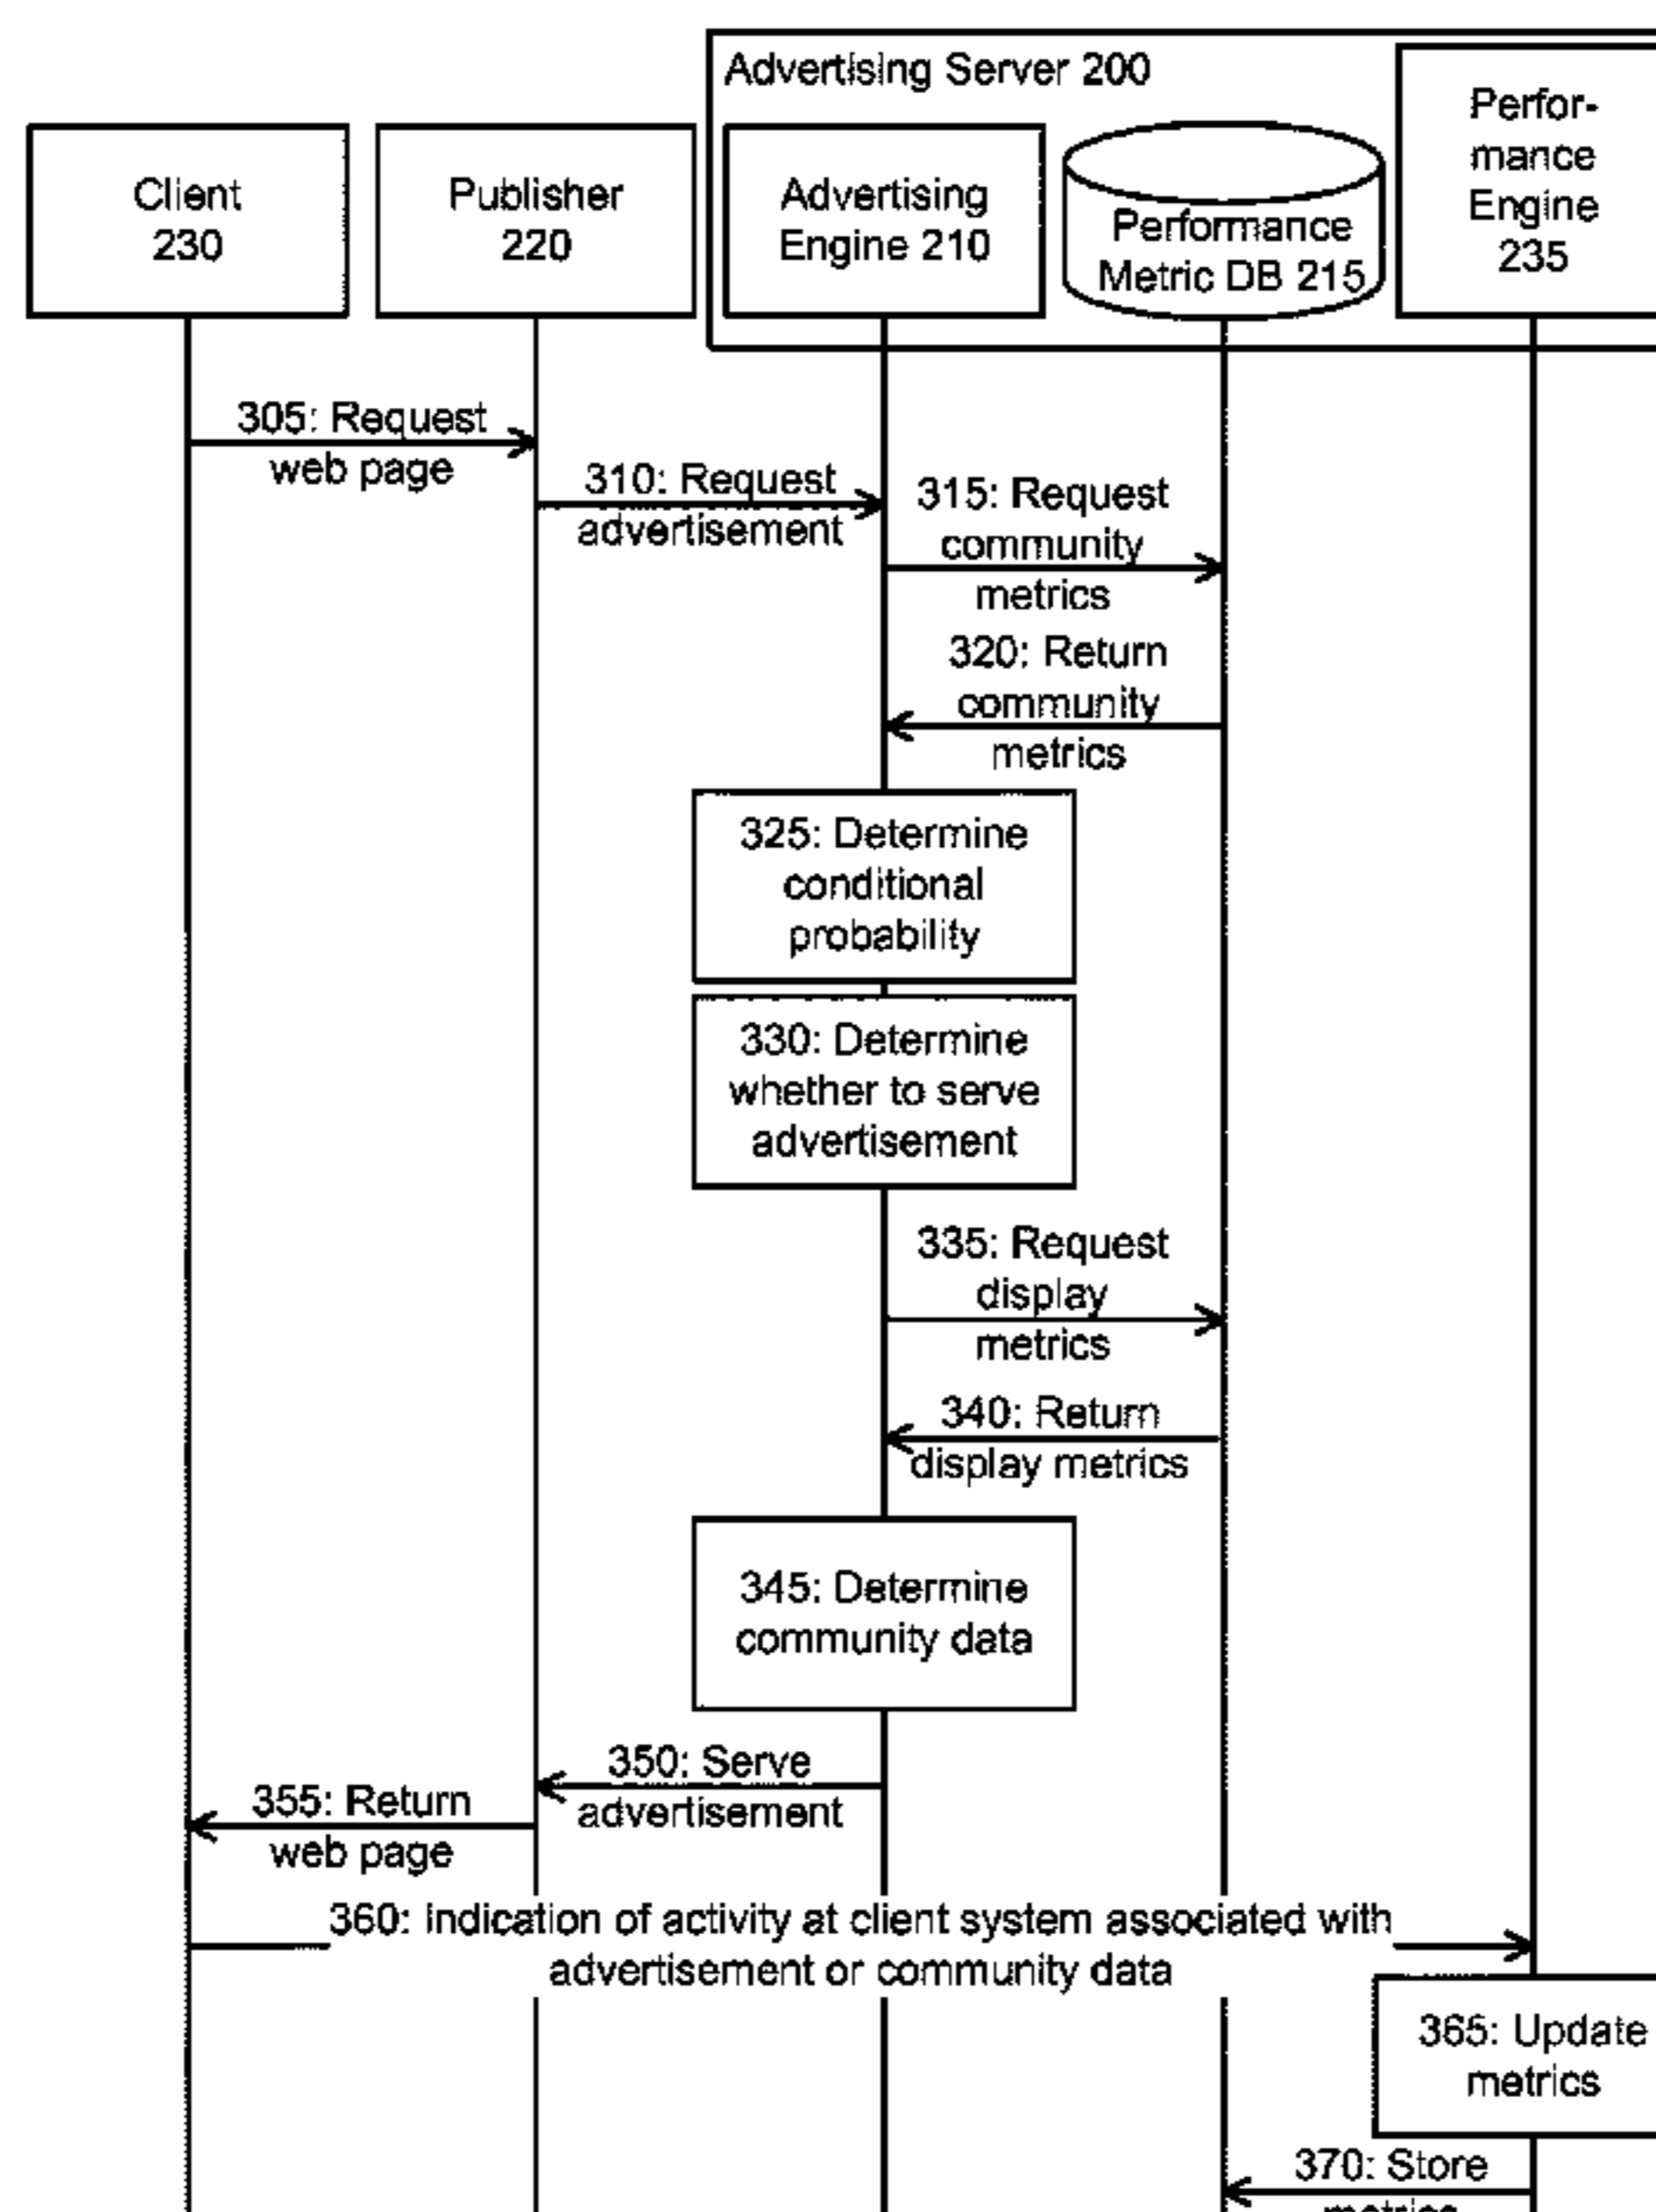 Advertising Server 200
Client
230
Publisher
220
Advertising
Engine 210
Performance
Metric DB 215
Perfor-
mance
Engine
235
305: Request
web page
310: Request
advertisement
315: Request
community
metrics
320: Return
community
metrics
325: Determine
conditional
probability
330: Determine
whether to serve
advertisement
335: Request
display
metrics
340: Return
display metrics
345: Determine
community data
350: Serve
advertisement
355: Return
web page
360: Indication of activity at client system associated with
advertisement or community data
365: Update
metrics
370: Store